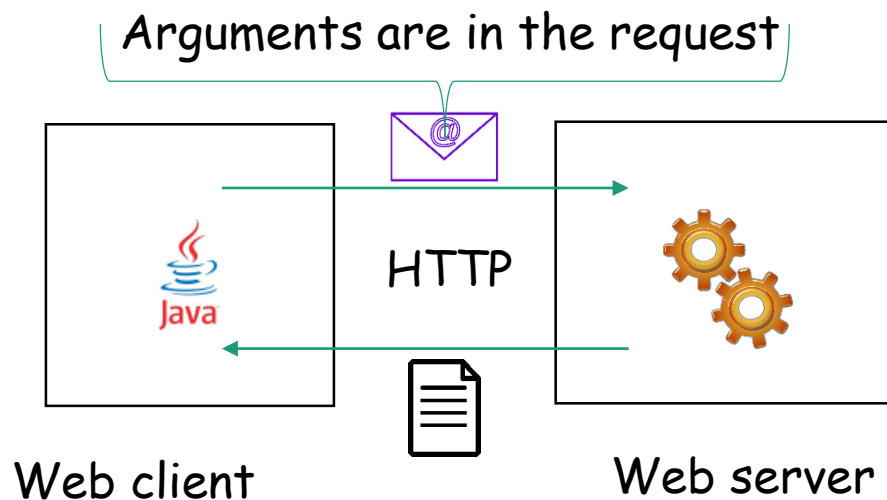 Arguments are in the request
@
HTTP
Java
Web client
Web server